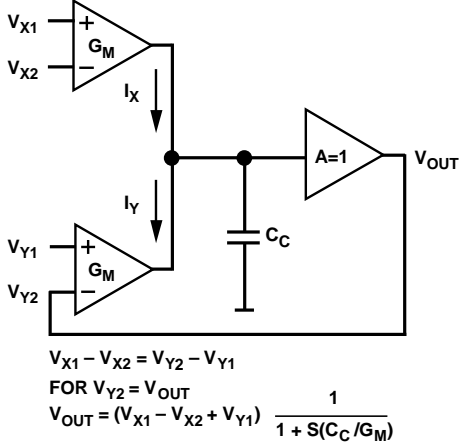 V_X1
V_X2
+
−
G_M
I_X
I_Y
V_Y1
V_Y2
+
−
G_M
C_C
A=1
V_OUT
V_X1 – V_X2 = V_Y2 – V_Y1
FOR V_Y2 = V_OUT
V_OUT = (V_X1 – V_X2 + V_Y1) 1
1 + S(C_C/G_M)